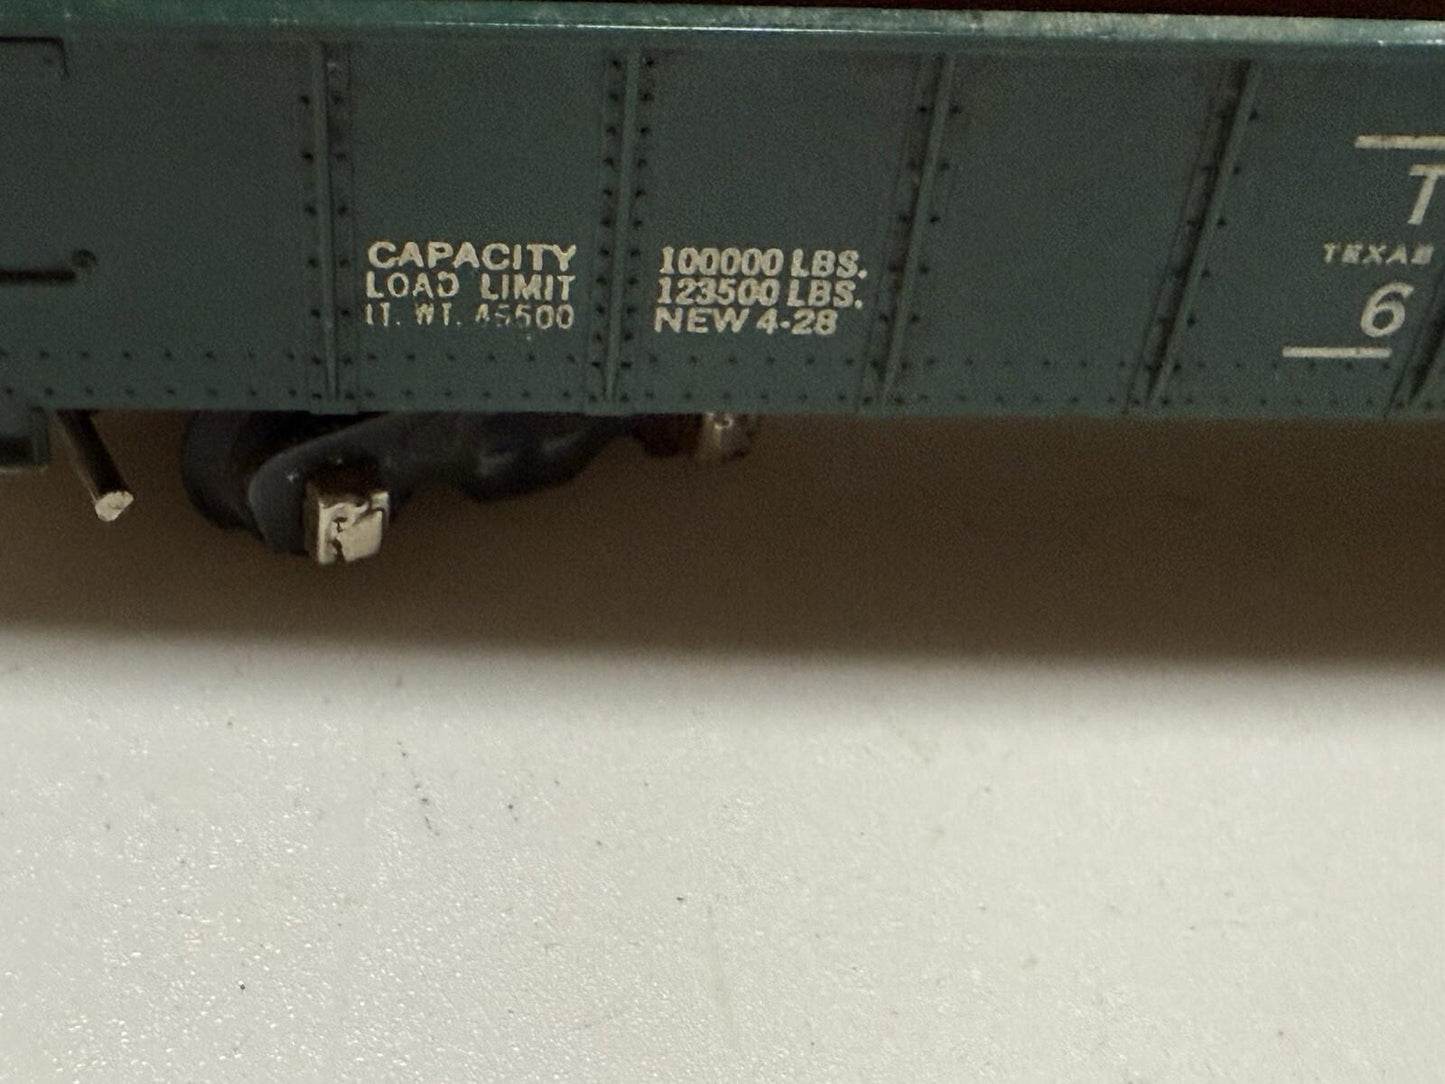 CAPACITY 100000 LBS.
LOAD LIMIT 123500 LBS.
LT. WT. 45500 NEW 4-28
T
TEXAS
6